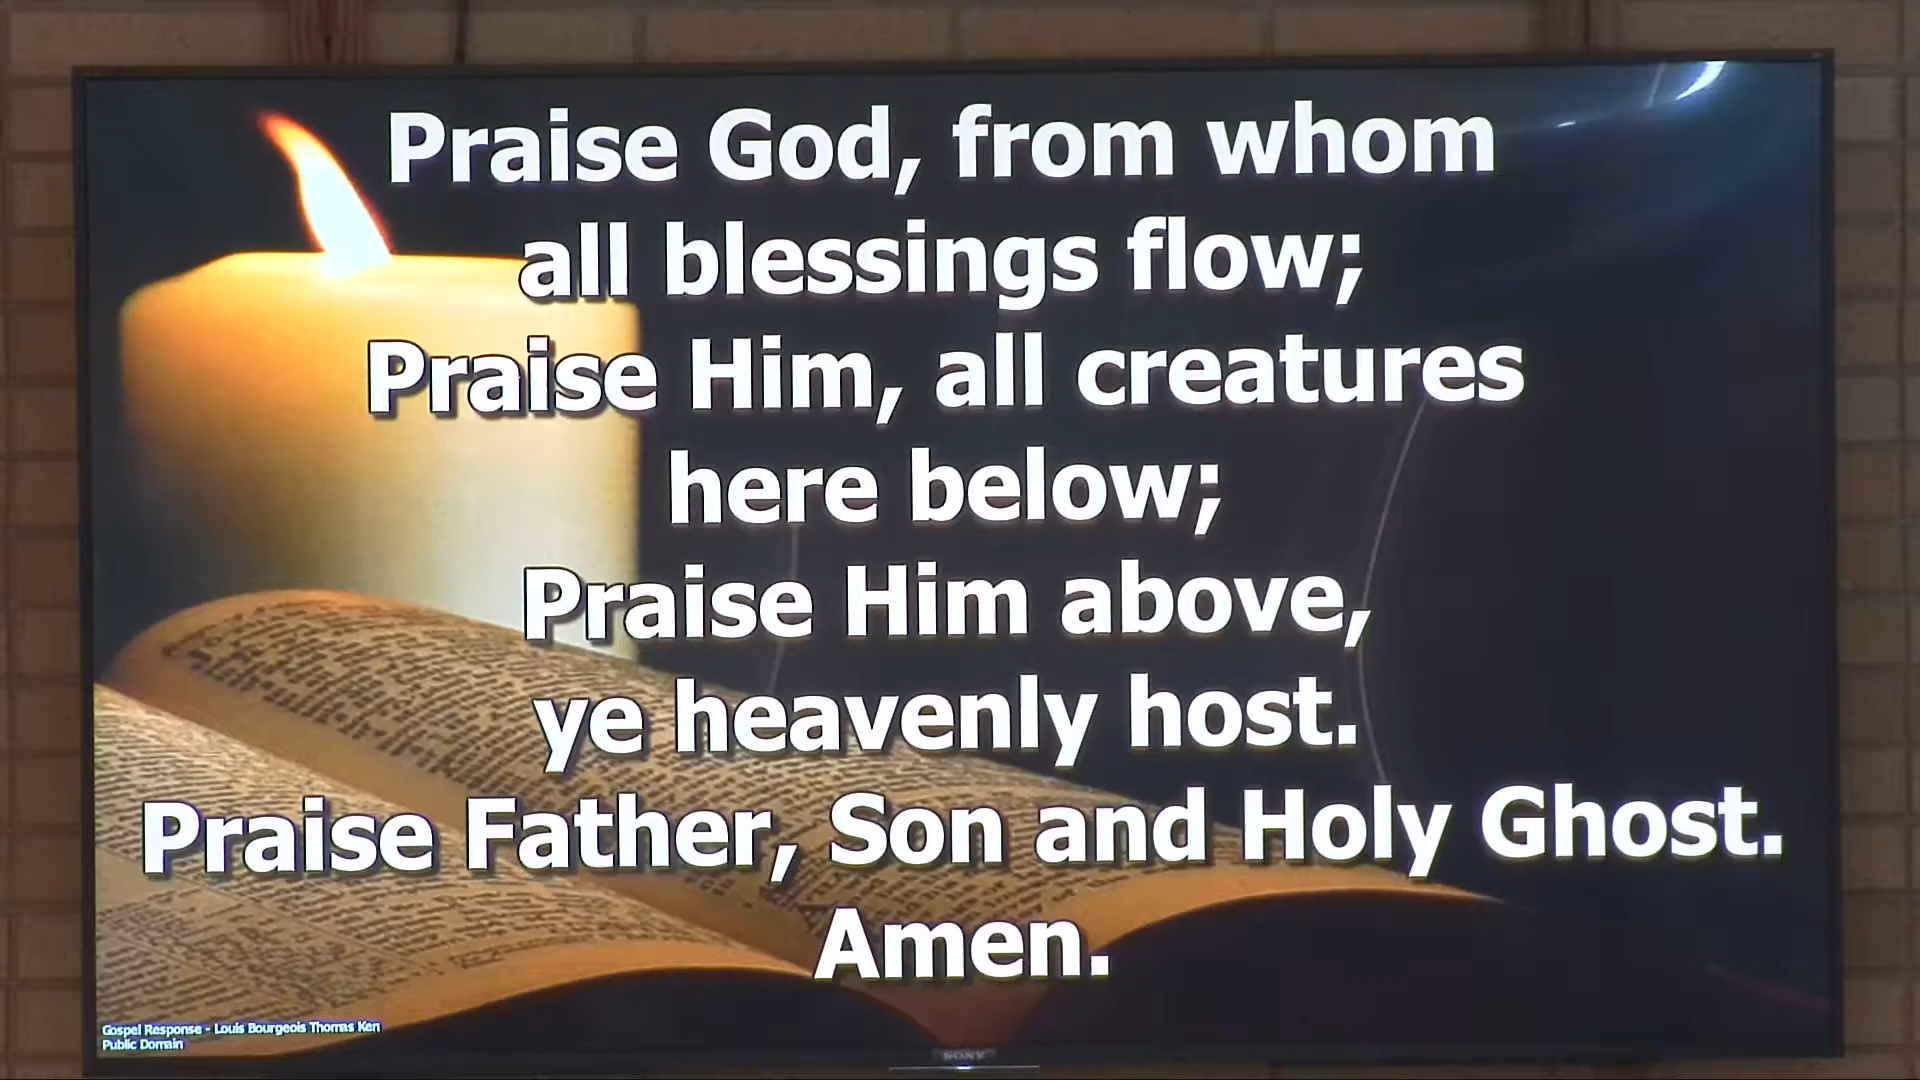 Praise God, from whom
all blessings flow;
Praise Him, all creatures
here below;
Praise Him above,
ye heavenly host.
Praise Father, Son and Holy Ghost.
Amen.
Gospel Response - Louis Bourgeois Thomas Ken
Public Domain
SONY